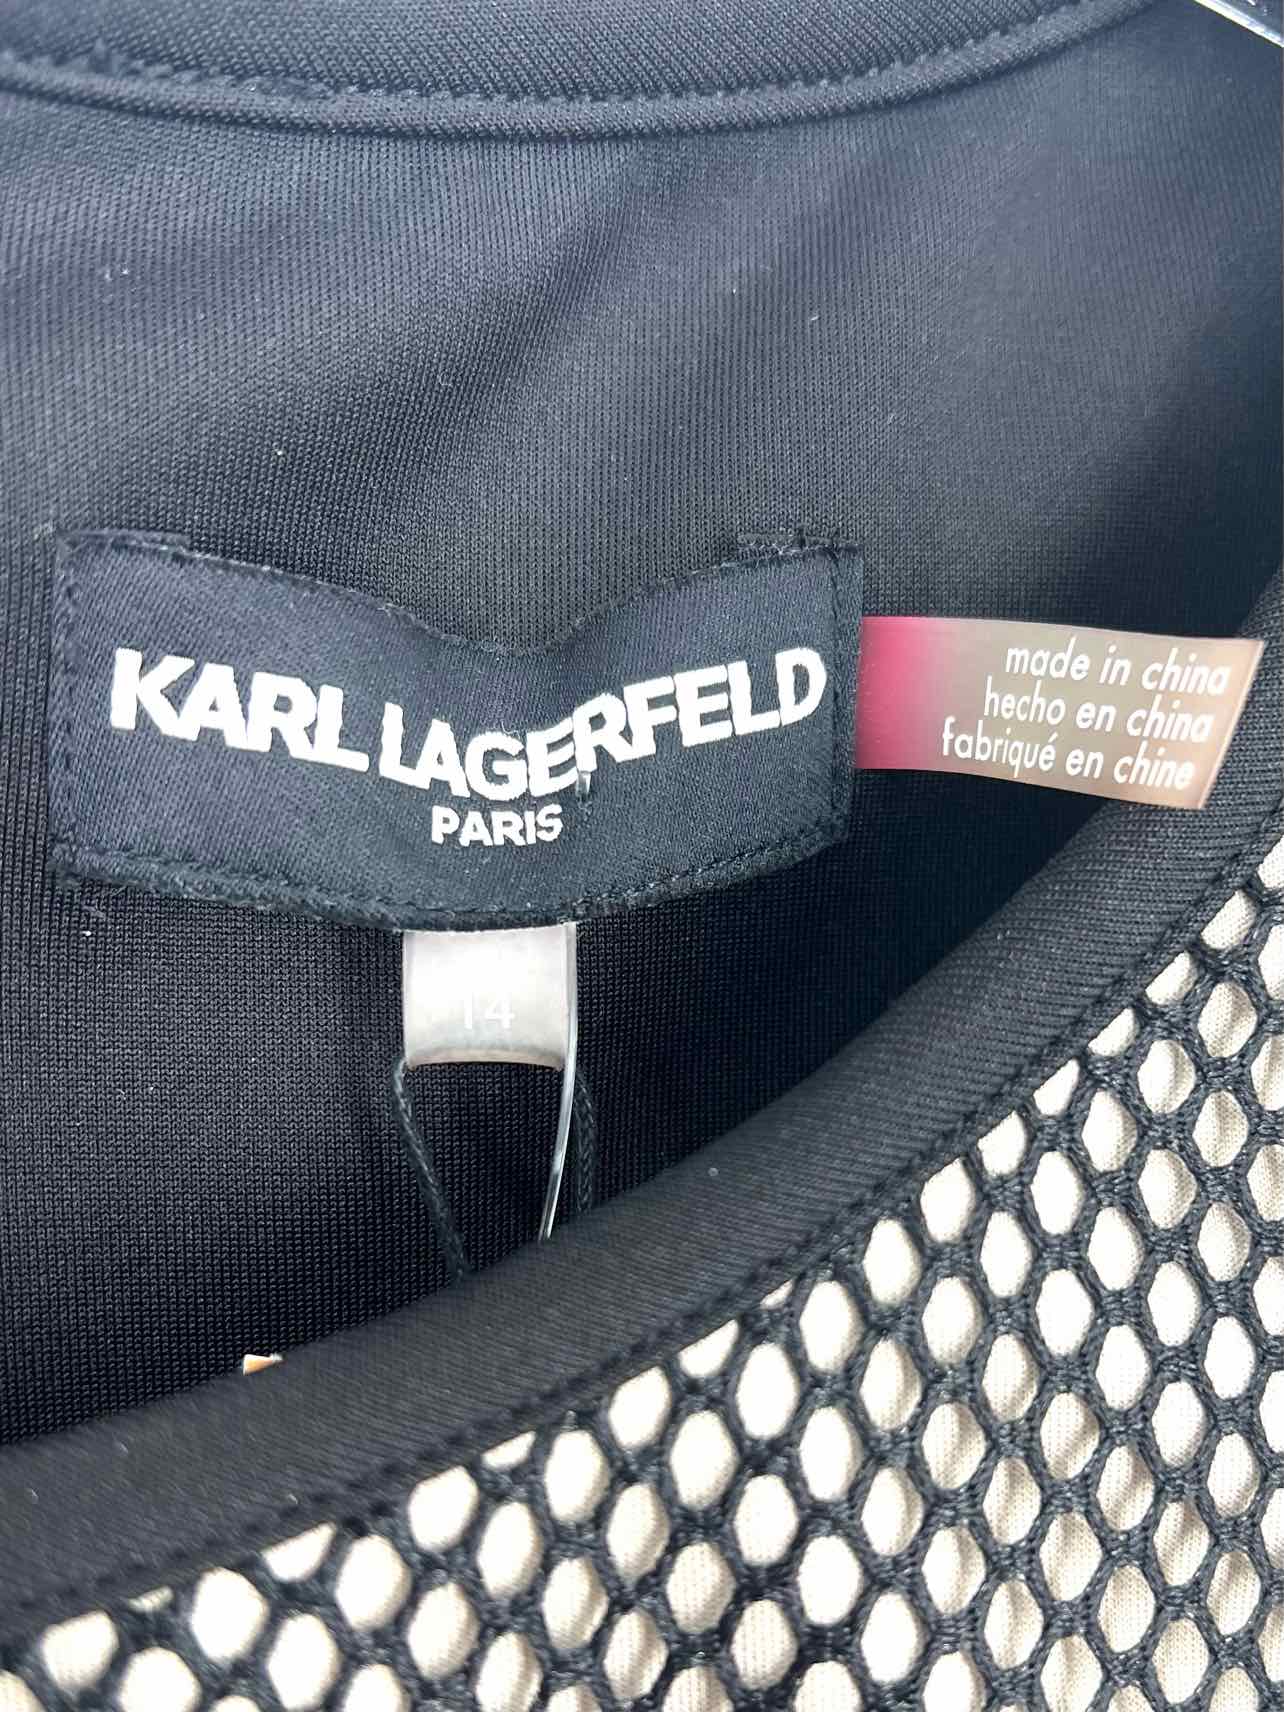 KARL LAGERFELD
PARIS
made in china
hecho en china
fabriqué en chine
14